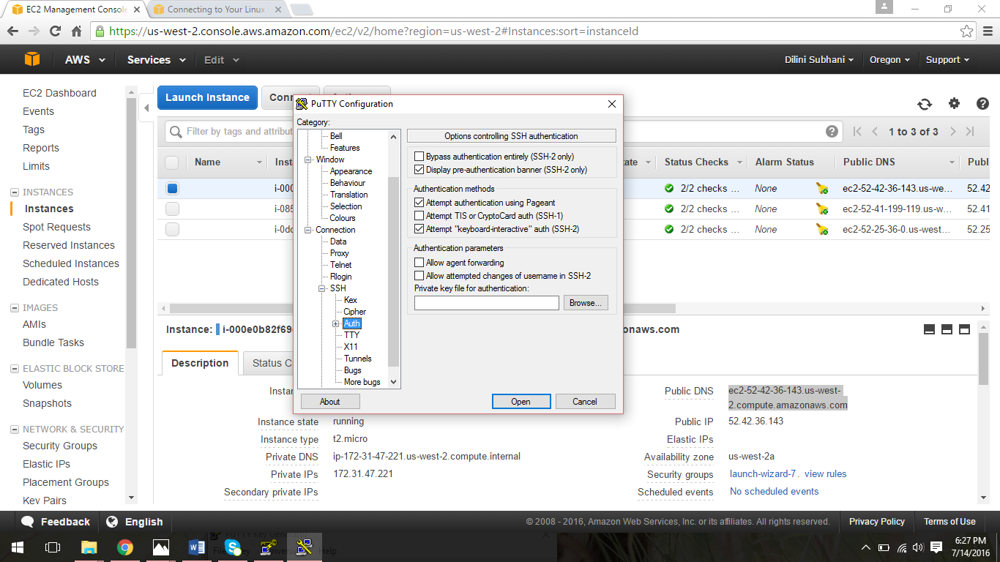 EC2 Management Consol
Connecting to Your Linux
https://us-west-2.console.aws.amazon.com/ec2/v2/home?region=us-west-2#Instances:sort=instanceId
AWS Services Edit Dilini Subhani Oregon Support
EC2 Dashboard
Events
Tags
Reports
Limits
INSTANCES
Instances
Spot Requests
Reserved Instances
Scheduled Instances
Dedicated Hosts
IMAGES
AMIs
Bundle Tasks
ELASTIC BLOCK STORE
Volumes
Snapshots
NETWORK & SECURITY
Security Groups
Elastic IPs
Placement Groups
Key Pairs
Launch Instance
Filter by tags and attribut
1 to 3 of 3
Name Inst ate Status Checks Alarm Status Public DNS Publ
i-000 2/2 checks ... None ec2-52-42-36-143.us-we... 52.42
i-085 2/2 checks ... None ec2-52-41-199-119.us-w... 52.41
i-0dc 2/2 checks ... None ec2-52-25-36-0.us-west... 52.25
PuTTY Configuration
Category:
Bell
Features
Window
Appearance
Behaviour
Translation
Selection
Colours
Connection
Data
Proxy
Telnet
Rlogin
SSH
Kex
Cipher
Auth
TTY
X11
Tunnels
Bugs
More bugs
Options controlling SSH authentication
Bypass authentication entirely (SSH-2 only)
Display pre-authentication banner (SSH-2 only)
Authentication methods
Attempt authentication using Pageant
Attempt TIS or CryptoCard auth (SSH-1)
Attempt "keyboard-interactive" auth (SSH-2)
Authentication parameters
Allow agent forwarding
Allow attempted changes of username in SSH-2
Private key file for authentication:
Browse...
About Open Cancel
Instance: i-000e0b82f69 onaws.com
Description Status C
Instan
Instance state running
Instance type t2.micro
Private DNS ip-172-31-47-221.us-west-2.compute.internal
Private IPs 172.31.47.221
Secondary private IPs
Public DNS ec2-52-42-36-143.us-west-
2.compute.amazonaws.com
Public IP 52.42.36.143
Elastic IPs
Availability zone us-west-2a
Security groups launch-wizard-7. view rules
Scheduled events No scheduled events
Feedback English © 2008 - 2016, Amazon Web Services, Inc. or its affiliates. All rights reserved. Privacy Policy Terms of Use
6:27 PM
7/14/2016